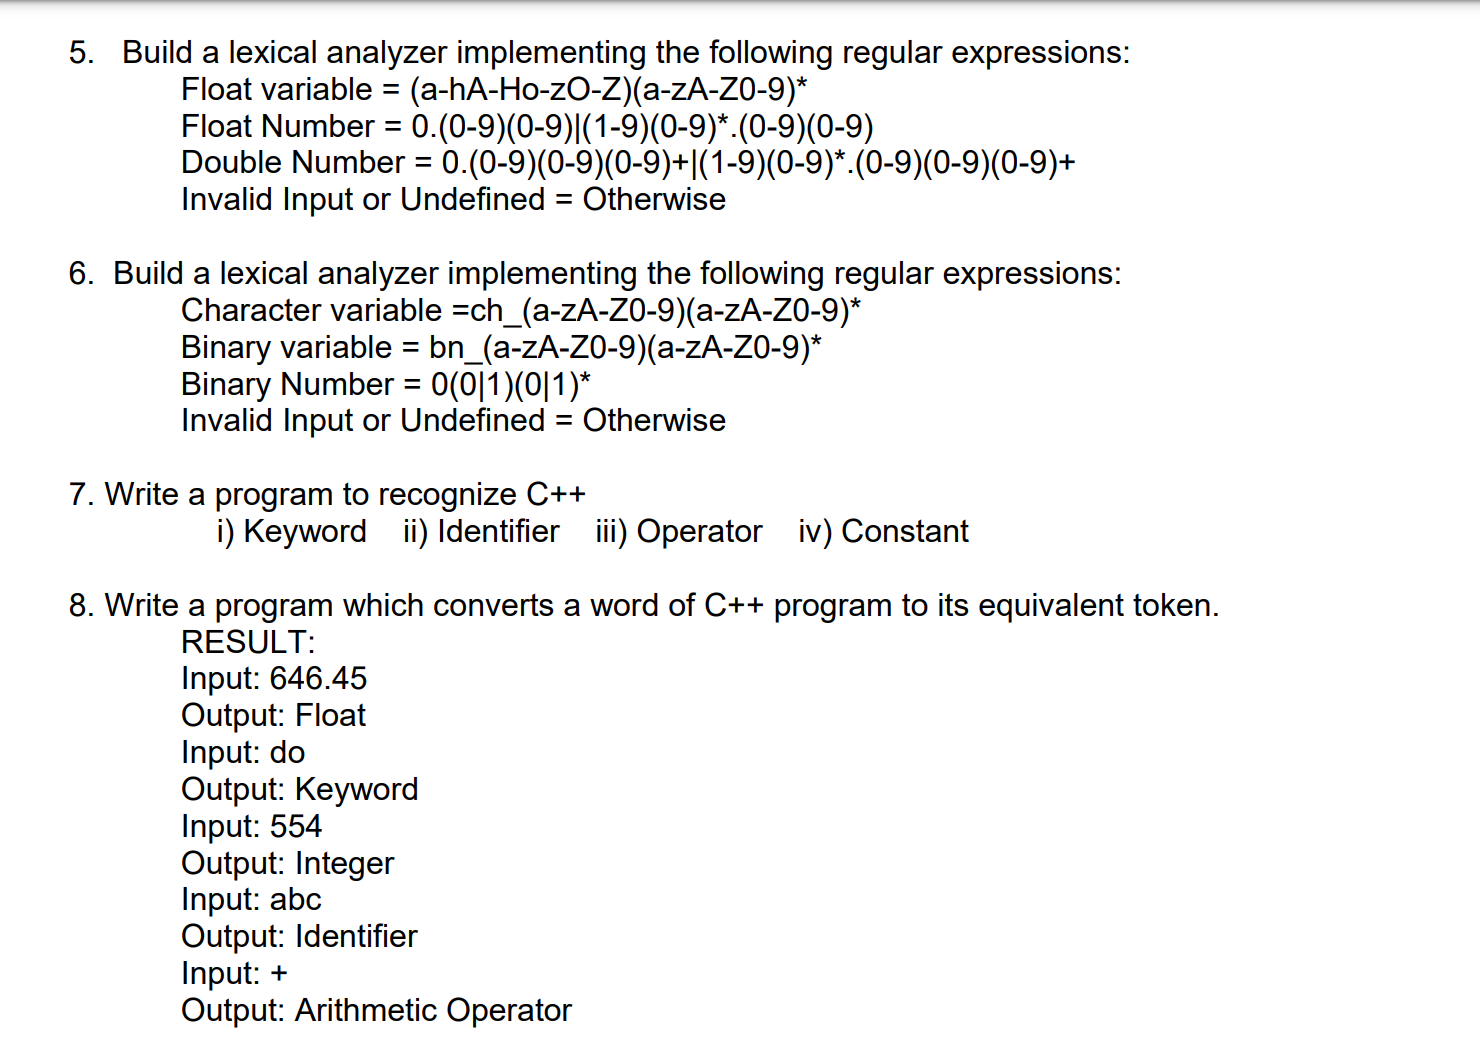 5. Build a lexical analyzer implementing the following regular expressions:
Float variable = (a-hA-Ho-zO-Z)(a-zA-Z0-9)*
Float Number = 0.(0-9)(0-9)|(1-9)(0-9)*.(0-9)(0-9)
Double Number = 0.(0-9)(0-9)(0-9)+|(1-9)(0-9)*.(0-9)(0-9)(0-9)+
Invalid Input or Undefined = Otherwise
6. Build a lexical analyzer implementing the following regular expressions:
Character variable =ch_(a-zA-Z0-9)(a-zA-Z0-9)*
Binary variable = bn_(a-zA-Z0-9)(a-zA-Z0-9)*
Binary Number = 0(0|1)(0|1)*
Invalid Input or Undefined = Otherwise
7. Write a program to recognize C++
i) Keyword ii) Identifier iii) Operator iv) Constant
8. Write a program which converts a word of C++ program to its equivalent token.
RESULT:
Input: 646.45
Output: Float
Input: do
Output: Keyword
Input: 554
Output: Integer
Input: abc
Output: Identifier
Input: +
Output: Arithmetic Operator